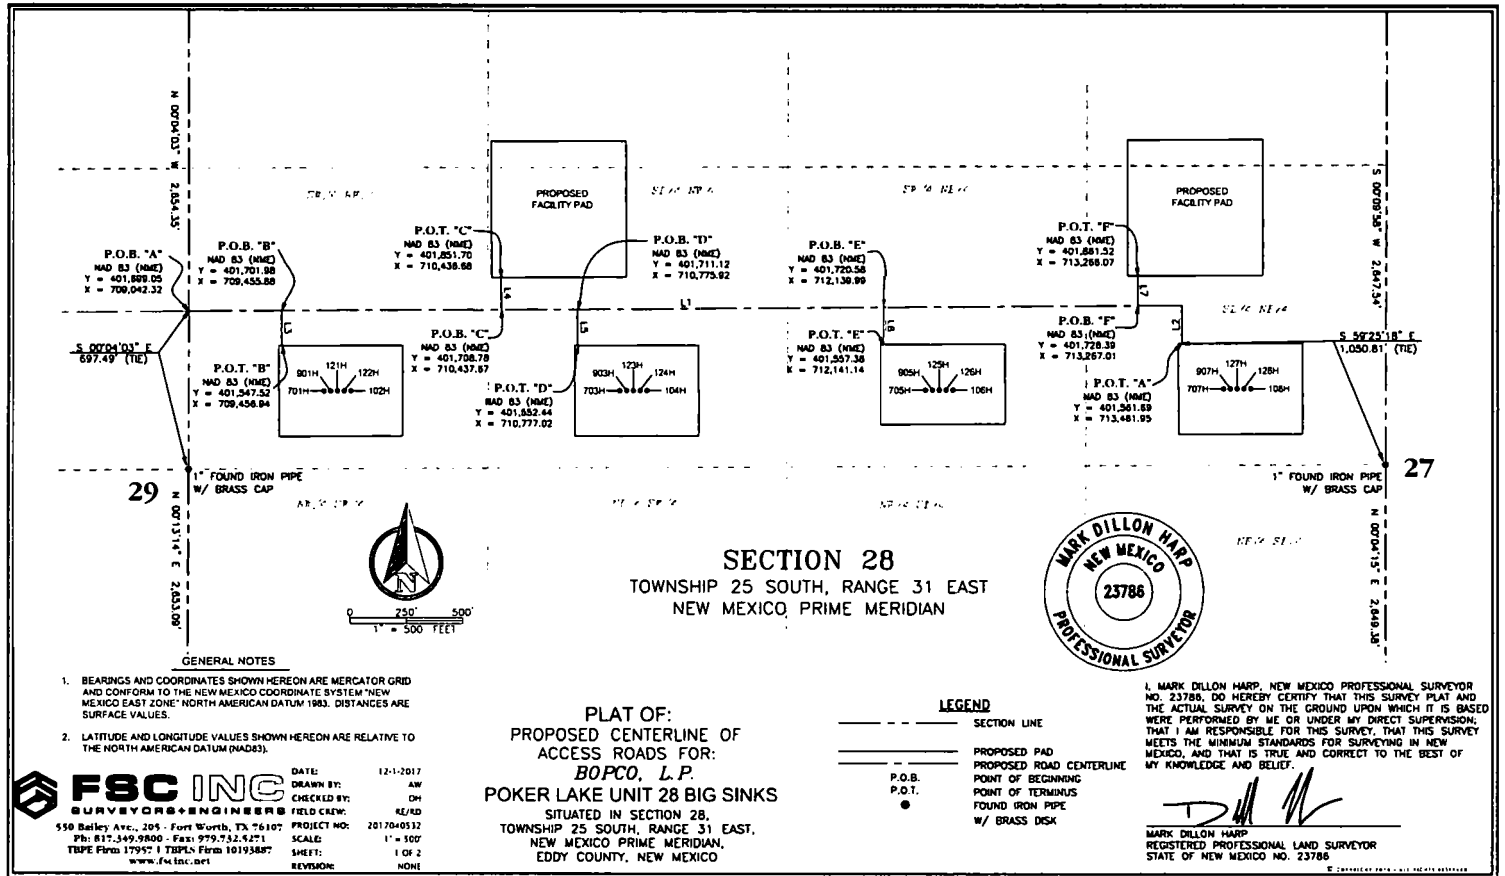 N 00°04'03" W 2,654.35'
S 00°09'58" W 2,647.54'
PROPOSED
FACILITY PAD
PROPOSED
FACILITY PAD
P.O.B. "A"
NAD 83 (NME)
Y = 401,699.05
X = 709,042.32
P.O.B. "B"
NAD 83 (NME)
Y = 401,701.98
X = 709,455.88
P.O.T. "C"
NAD 83 (NME)
Y = 401,851.70
X = 710,438.68
P.O.B. "D"
NAD 83 (NME)
Y = 401,711.12
X = 710,775.92
P.O.B. "E"
NAD 83 (NME)
Y = 401,720.58
X = 712,139.99
P.O.T. "F"
NAD 83 (NME)
Y = 401,881.52
X = 713,266.07
L4
L1
L7
L3
L5
L6
L2
S 00°04'03" E
697.49' (TIE)
P.O.T. "B"
NAD 83 (NME)
Y = 401,547.52
X = 709,456.94
P.O.B. "C"
NAD 83 (NME)
Y = 401,708.78
X = 710,437.67
P.O.T. "D"
NAD 83 (NME)
Y = 401,552.44
X = 710,777.02
P.O.T. "E"
NAD 83 (NME)
Y = 401,557.38
X = 712,141.14
P.O.B. "F"
NAD 83 (NME)
Y = 401,728.39
X = 713,267.01
P.O.T. "A"
NAD 83 (NME)
Y = 401,561.69
X = 713,461.95
S 59°25'18" E
1,050.81' (TIE)
901H 121H 122H
701H 102H
903H 123H 124H
703H 104H
905H 125H 126H
705H 106H
907H 127H 128H
707H 108H
29
1" FOUND IRON PIPE
W/ BRASS CAP
27
1" FOUND IRON PIPE
W/ BRASS CAP
N 00°13'14" E 2,653.09'
N 00°04'15" E 2,649.38'
N
0 250' 500'
1" = 500 FEET
SECTION 28
TOWNSHIP 25 SOUTH, RANGE 31 EAST
NEW MEXICO PRIME MERIDIAN
MARK DILLON HARP
NEW MEXICO
23786
PROFESSIONAL SURVEYOR
GENERAL NOTES
1. BEARINGS AND COORDINATES SHOWN HEREON ARE MERCATOR GRID
AND CONFORM TO THE NEW MEXICO COORDINATE SYSTEM "NEW
MEXICO EAST ZONE" NORTH AMERICAN DATUM 1983. DISTANCES ARE
SURFACE VALUES.
2. LATITUDE AND LONGITUDE VALUES SHOWN HEREON ARE RELATIVE TO
THE NORTH AMERICAN DATUM (NAD83).
FSC INC
SURVEYORS+ENGINEERS
550 Bailey Ave., 205 - Fort Worth, TX 76107
Ph: 817.349.9800 - Fax: 979.732.5271
TBPE Firm 17957 | TBPLS Firm 10193887
www.fscinc.net
DATE: 12-1-2017
DRAWN BY: AW
CHECKED BY: DH
FIELD CREW: RE/RD
PROJECT NO: 2017040532
SCALE: 1" = 500'
SHEET: 1 OF 2
REVISION: NONE
PLAT OF:
PROPOSED CENTERLINE OF
ACCESS ROADS FOR:
BOPCO, L.P.
POKER LAKE UNIT 28 BIG SINKS
SITUATED IN SECTION 28,
TOWNSHIP 25 SOUTH, RANGE 31 EAST,
NEW MEXICO PRIME MERIDIAN,
EDDY COUNTY, NEW MEXICO
LEGEND
SECTION LINE
PROPOSED PAD
PROPOSED ROAD CENTERLINE
P.O.B. POINT OF BEGINNING
P.O.T. POINT OF TERMINUS
FOUND IRON PIPE
W/ BRASS DISK
I, MARK DILLON HARP, NEW MEXICO PROFESSIONAL SURVEYOR
NO. 23786, DO HEREBY CERTIFY THAT THIS SURVEY PLAT AND
THE ACTUAL SURVEY ON THE GROUND UPON WHICH IT IS BASED
WERE PERFORMED BY ME OR UNDER MY DIRECT SUPERVISION;
THAT I AM RESPONSIBLE FOR THIS SURVEY, THAT THIS SURVEY
MEETS THE MINIMUM STANDARDS FOR SURVEYING IN NEW
MEXICO, AND THAT IS TRUE AND CORRECT TO THE BEST OF
MY KNOWLEDGE AND BELIEF.
MARK DILLON HARP
REGISTERED PROFESSIONAL LAND SURVEYOR
STATE OF NEW MEXICO NO. 23786